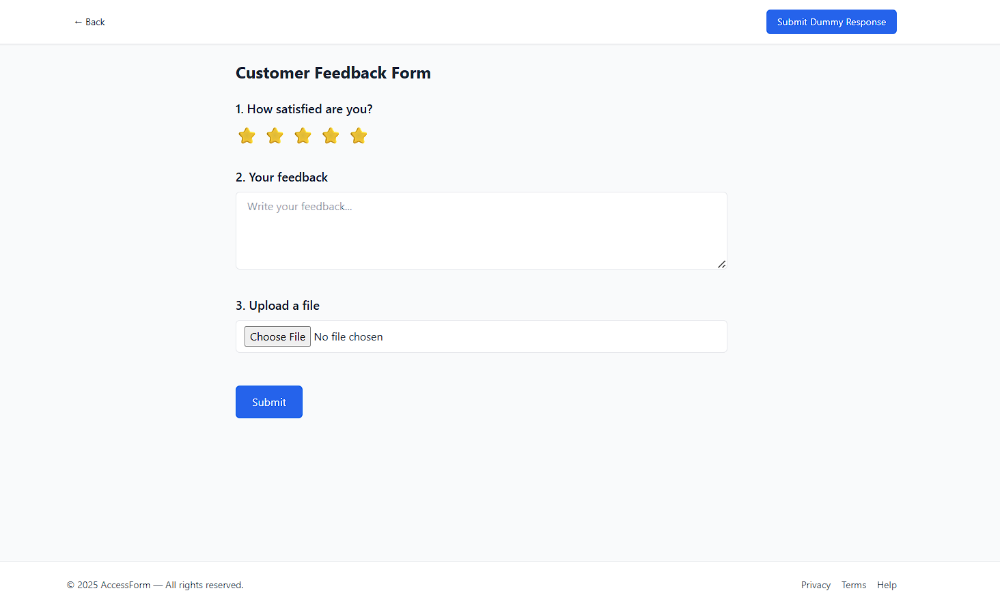 ← Back
Submit Dummy Response
Customer Feedback Form
1. How satisfied are you?
2. Your feedback
Write your feedback...
3. Upload a file
Choose File No file chosen
Submit
© 2025 AccessForm — All rights reserved.
Privacy Terms Help